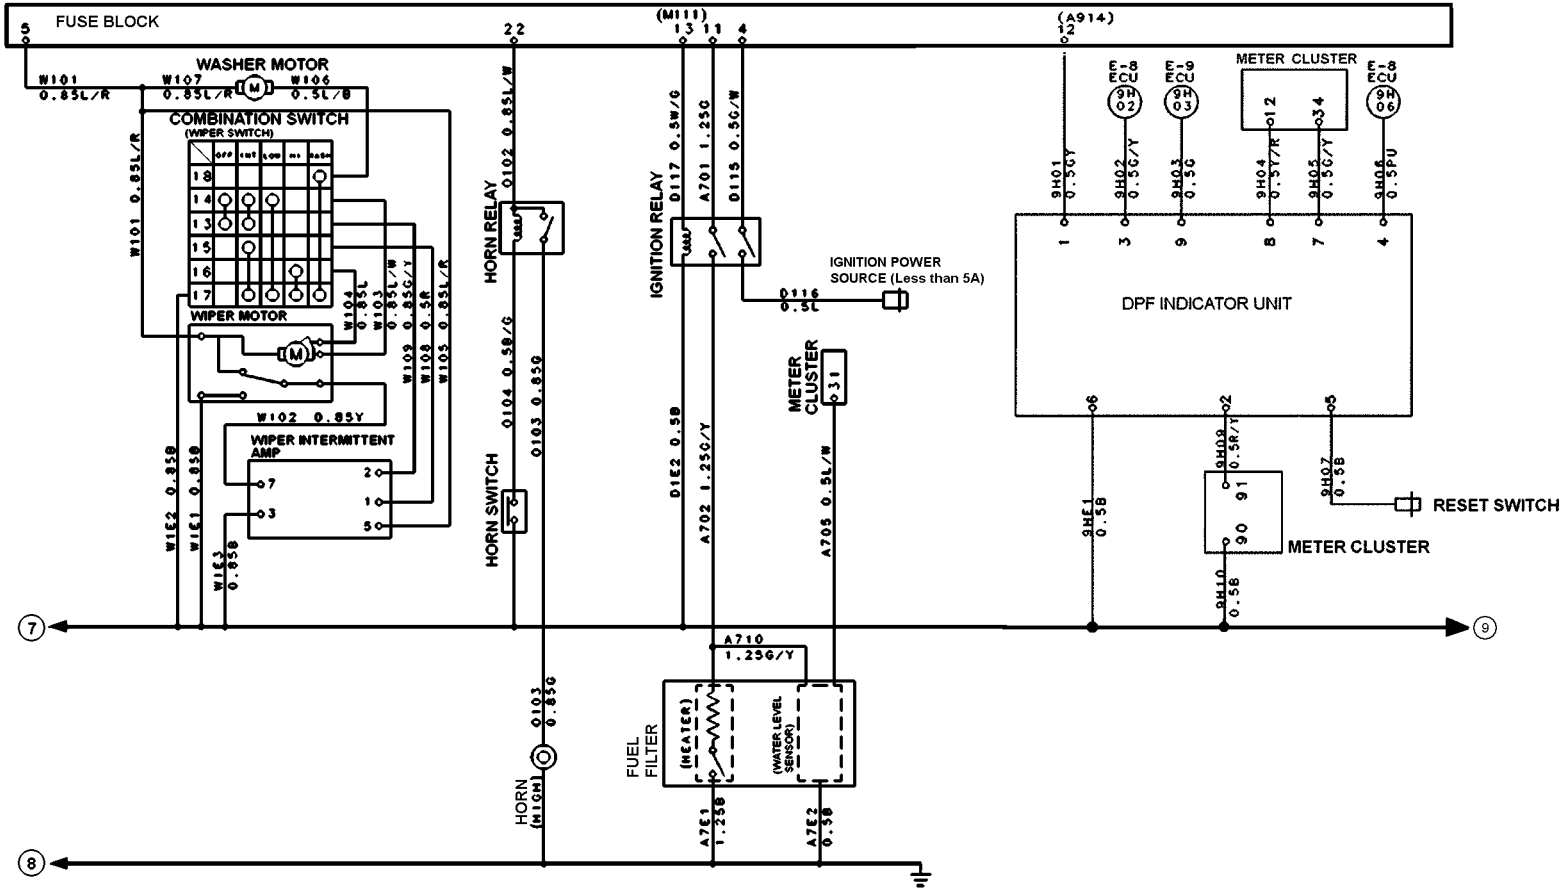 FUSE BLOCK
5
22
(M111)
13 11 4
(A914)
12
W101
0.85L/R
WASHER MOTOR
W107
0.85L/R
M
W106
0.5L/B
COMBINATION SWITCH
(WIPER SWITCH)
OFF INT LOW HI WASH
18
14
13
15
16
17
W101 0.85L/R
WIPER MOTOR
M
W104
0.85L
W103
0.85L/W
W109 0.85G/Y
W108 0.5R
W105 0.85L/R
W102 0.85Y
WIPER INTERMITTENT
AMP
7
3
2
1
5
W1E2 0.85B
W1E1 0.85B
W1E3
0.85B
O102 0.85L/W
HORN RELAY
O104 0.5B/G
O103 0.85G
HORN SWITCH
O103
0.85G
HORN
(HIGH)
D117 0.5W/G
A701 1.25G
D115 0.5G/W
IGNITION RELAY
D116
0.5L
IGNITION POWER
SOURCE (Less than 5A)
METER
CLUSTER
31
D1E2 0.5B
A702 1.25G/Y
A705 0.5L/W
A710
1.25G/Y
FUEL
FILTER
(HEATER)
(WATER LEVEL
SENSOR)
A7E1
1.25B
A7E2
0.5B
E-8
ECU
9H
02
E-9
ECU
9H
03
METER CLUSTER
12
34
E-8
ECU
9H
06
9H01
0.5GY
9H02
0.5G/Y
9H03
0.5G
9H04
0.5Y/R
9H05
0.5G/Y
9H06
0.5PU
1
3
9
8
7
4
DPF INDICATOR UNIT
6
2
5
9HE1
0.5B
9H09
0.5R/Y
9H07
0.5B
RESET SWITCH
91
90
METER CLUSTER
9H10
0.5B
7
9
8